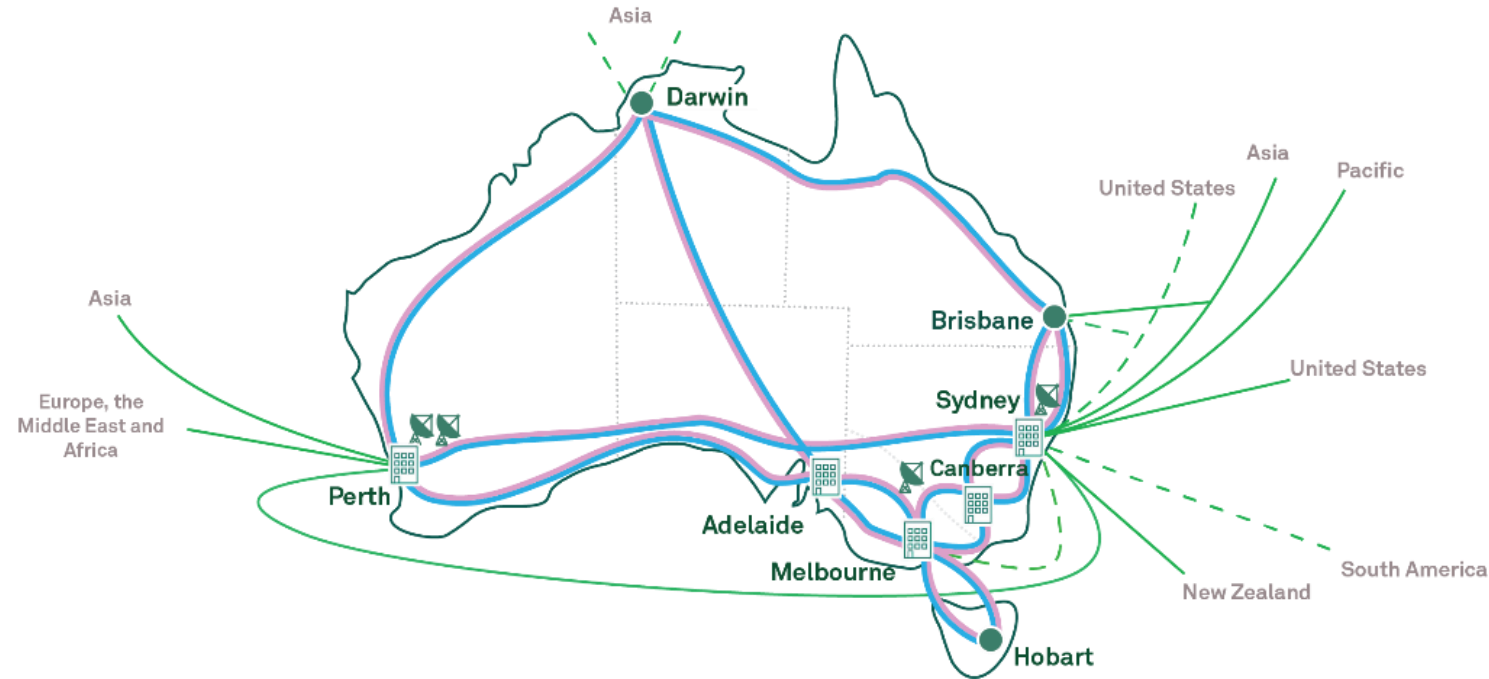 Asia
Darwin
Asia
Pacific
United States
Asia
Brisbane
United States
Sydney
Europe, the
Middle East and
Africa
Canberra
Perth
Adelaide
Melbourne
South America
New Zealand
Hobart